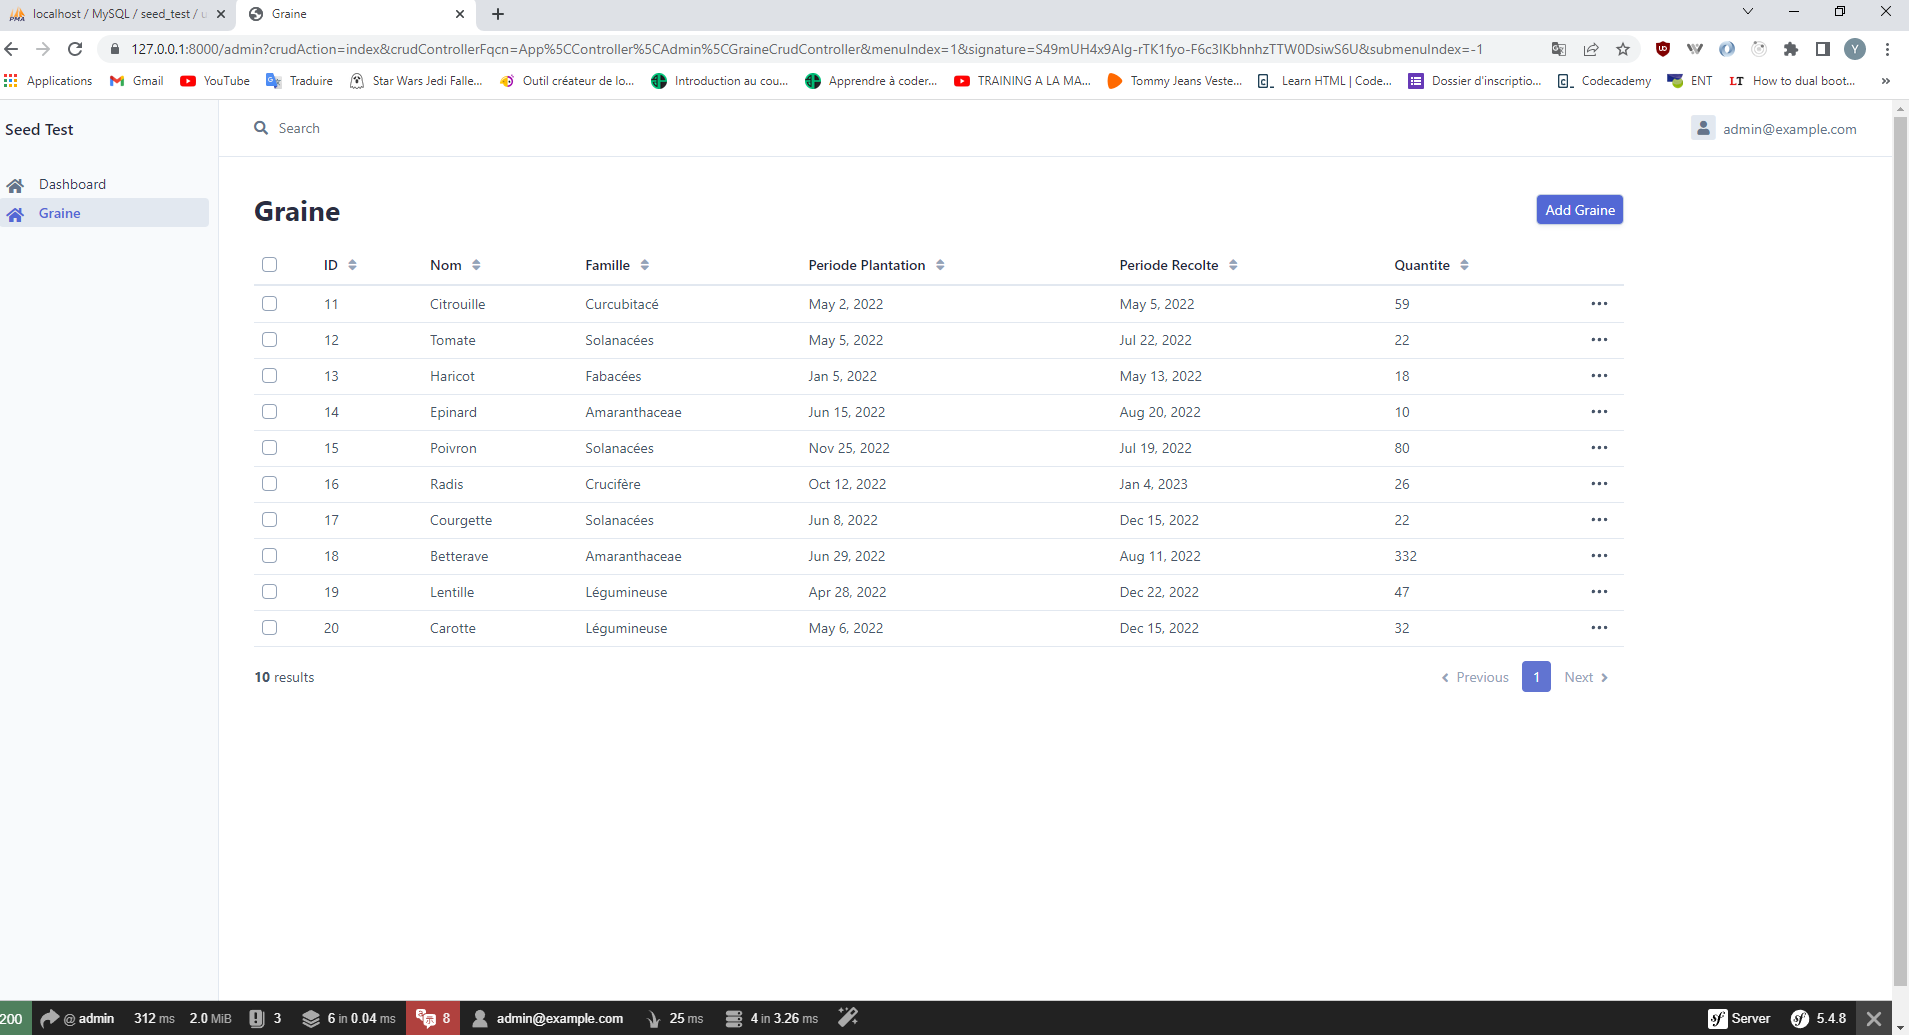 localhost / MySQL / seed_test / u
Graine
127.0.0.1:8000/admin?crudAction=index&crudControllerFqcn=App%5CController%5CAdmin%5CGraineCrudController&menuIndex=1&signature=S49mUH4x9Alg-rTK1fyo-F6c3lKbhnhzTTW0DsiwS6U&submenuIndex=-1
Y
Applications Gmail YouTube Traduire Star Wars Jedi Falle... Outil créateur de lo... Introduction au cou... Apprendre à coder... TRAINING A LA MA... Tommy Jeans Veste... Learn HTML | Code... Dossier d'inscriptio... Codecademy ENT LT How to dual boot... »
Seed Test
Search
admin@example.com
Dashboard
Graine
Graine
Add Graine
ID Nom Famille Periode Plantation Periode Recolte Quantite
11 Citrouille Curcubitacé May 2, 2022 May 5, 2022 59 ...
12 Tomate Solanacées May 5, 2022 Jul 22, 2022 22 ...
13 Haricot Fabacées Jan 5, 2022 May 13, 2022 18 ...
14 Epinard Amaranthaceae Jun 15, 2022 Aug 20, 2022 10 ...
15 Poivron Solanacées Nov 25, 2022 Jul 19, 2022 80 ...
16 Radis Crucifère Oct 12, 2022 Jan 4, 2023 26 ...
17 Courgette Solanacées Jun 8, 2022 Dec 15, 2022 22 ...
18 Betterave Amaranthaceae Jun 29, 2022 Aug 11, 2022 332 ...
19 Lentille Légumineuse Apr 28, 2022 Dec 22, 2022 47 ...
20 Carotte Légumineuse May 6, 2022 Dec 15, 2022 32 ...
10 results
Previous 1 Next
200 @ admin 312 ms 2.0 MiB 3 6 in 0.04 ms 8 admin@example.com 25 ms 4 in 3.26 ms Server 5.4.8